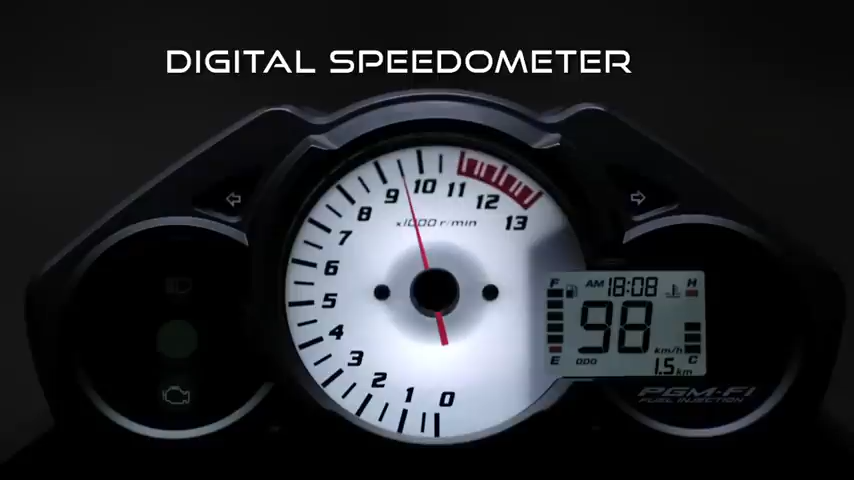 DIGITAL SPEEDOMETER
0
1
2
3
4
5
6
7
8
9
10
11
12
13
x1000 r/min
F
AM 18:08
H
98
km/h
E
ODO
C
1.5 km
PGM-FI
FUEL INJECTION